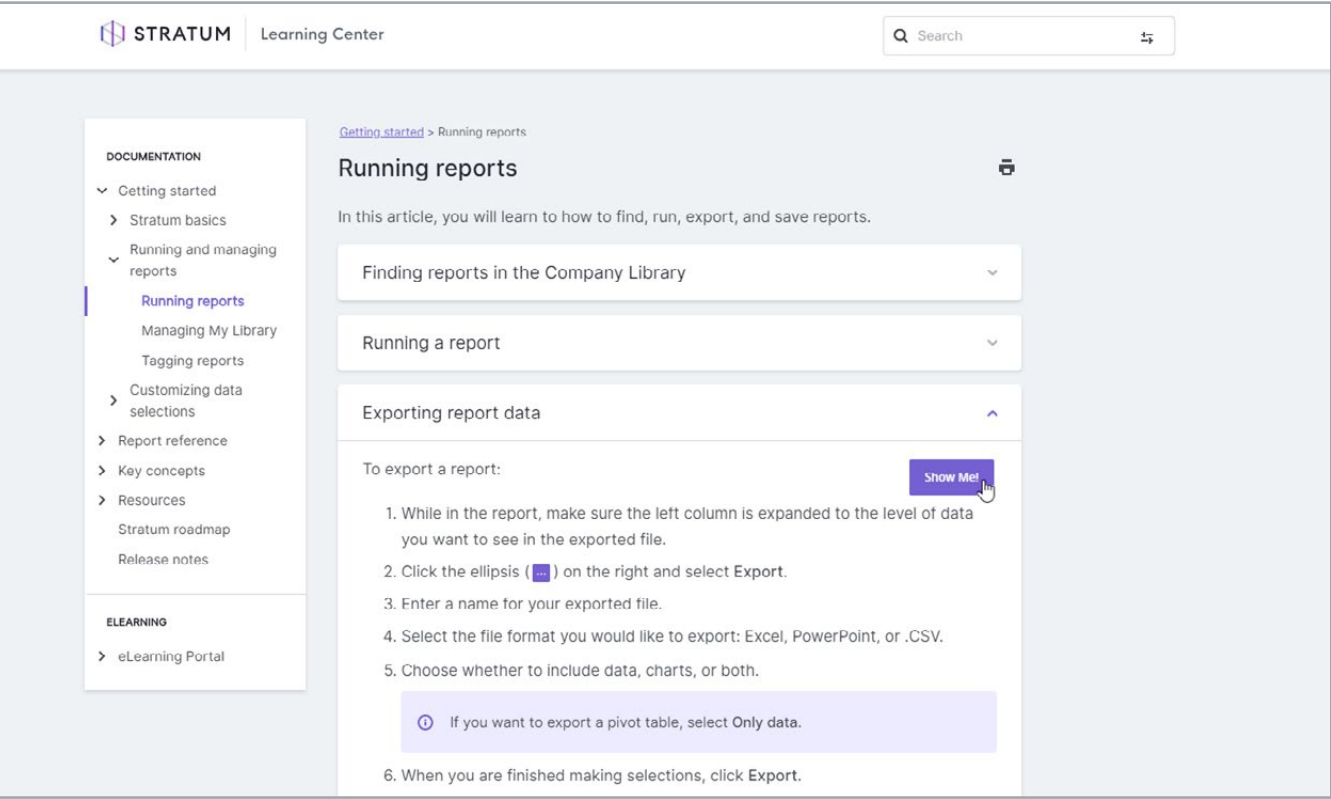 STRATUM Learning Center
Search
DOCUMENTATION
Getting started
Stratum basics
Running and managing
reports
Running reports
Managing My Library
Tagging reports
Customizing data
selections
Report reference
Key concepts
Resources
Stratum roadmap
Release notes
ELEARNING
eLearning Portal
Getting started > Running reports
Running reports
In this article, you will learn to how to find, run, export, and save reports.
Finding reports in the Company Library
Running a report
Exporting report data
To export a report:
Show Me!
1. While in the report, make sure the left column is expanded to the level of data
you want to see in the exported file.
2. Click the ellipsis ( ... ) on the right and select Export.
3. Enter a name for your exported file.
4. Select the file format you would like to export: Excel, PowerPoint, or .CSV.
5. Choose whether to include data, charts, or both.
If you want to export a pivot table, select Only data.
6. When you are finished making selections, click Export.